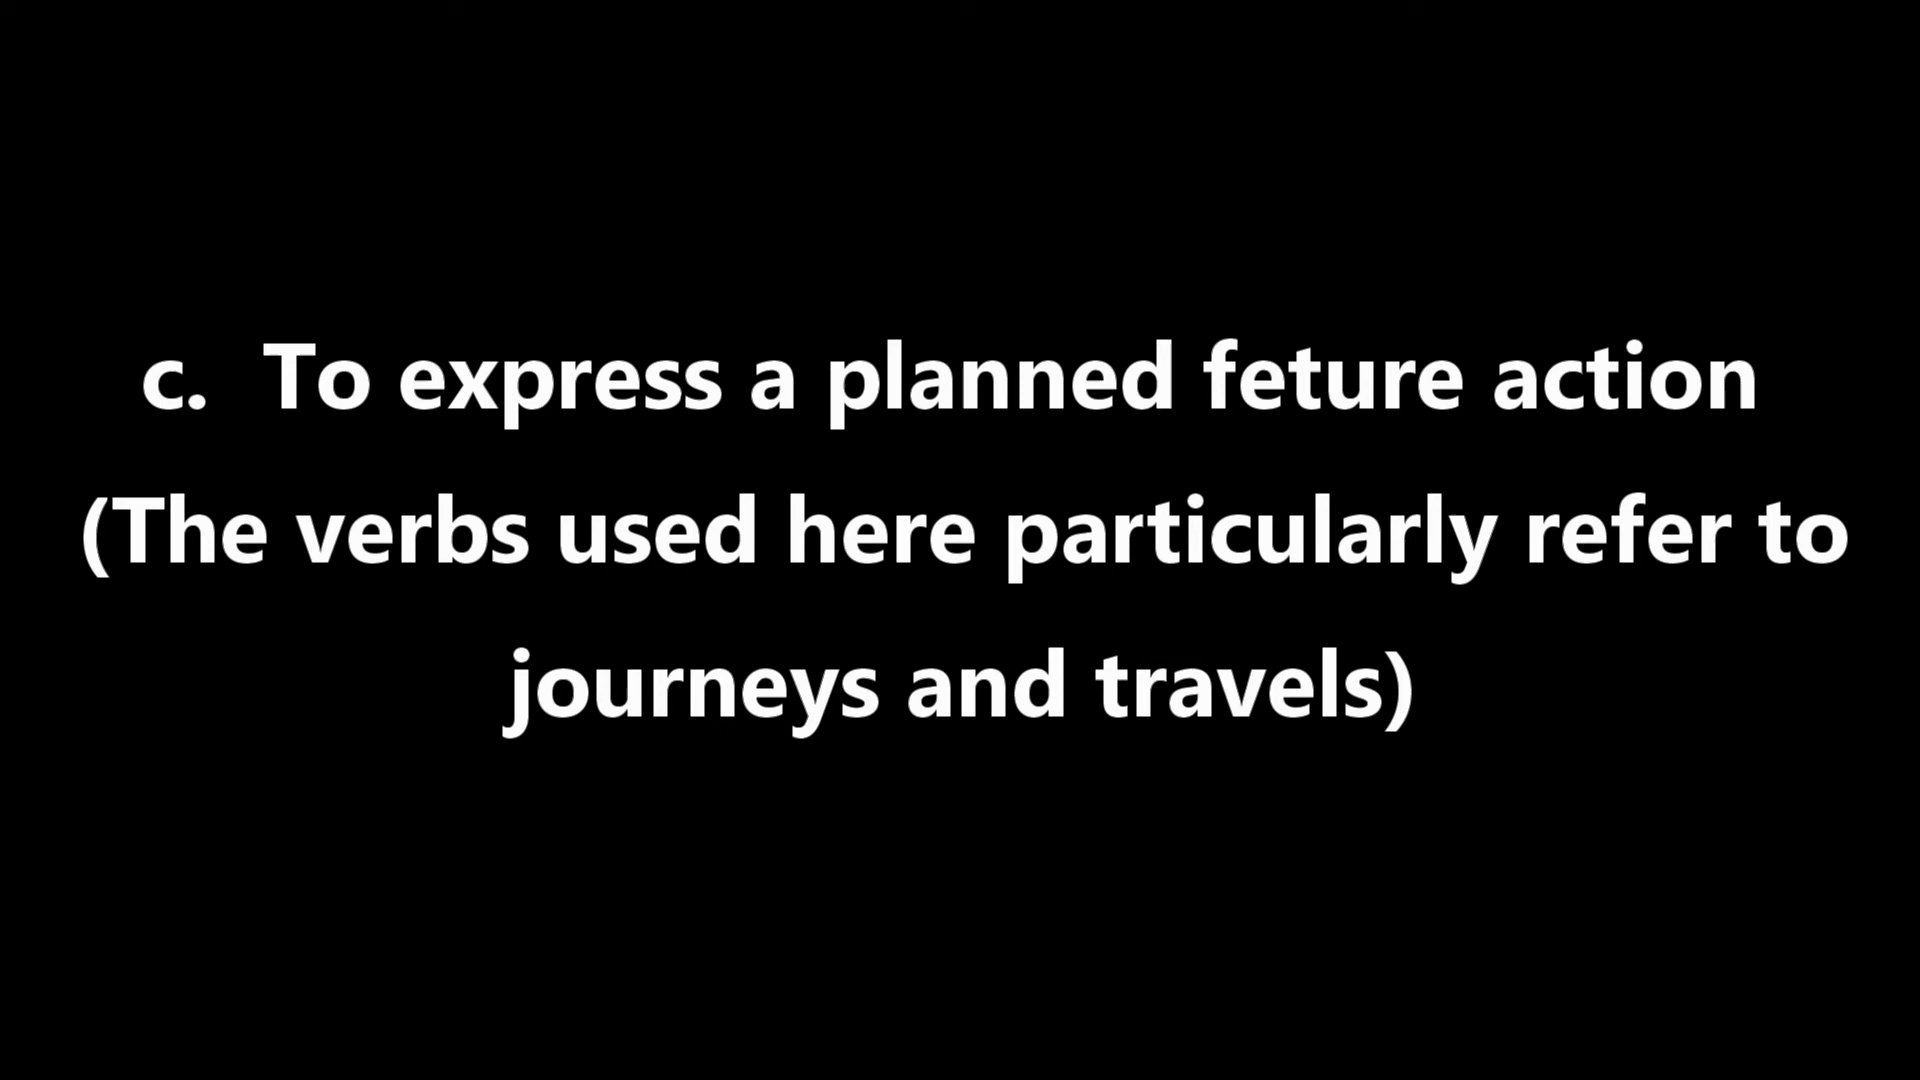 c.  To express a planned feture action
(The verbs used here particularly refer to
journeys and travels)